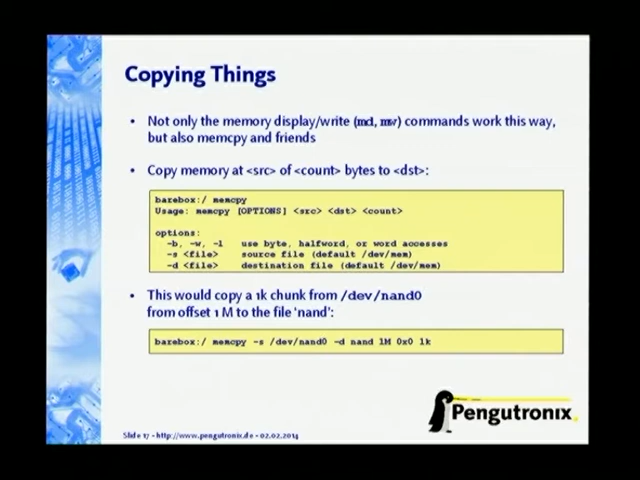 Copying Things
• Not only the memory display/write (md, mw) commands work this way,
but also memcpy and friends
• Copy memory at <src> of <count> bytes to <dst>:
barebox:/ memcpy
Usage: memcpy [OPTIONS] <src> <dst> <count>
options:
-b, -w, -l   use byte, halfword, or word accesses
-s <file>    source file (default /dev/mem)
-d <file>    destination file (default /dev/mem)
• This would copy a 1k chunk from /dev/nand0
from offset 1 M to the file 'nand':
barebox:/ memcpy -s /dev/nand0 -d nand 1M 0x0 1k
Pengutronix
Slide 17 - http://www.pengutronix.de - 02.02.2014